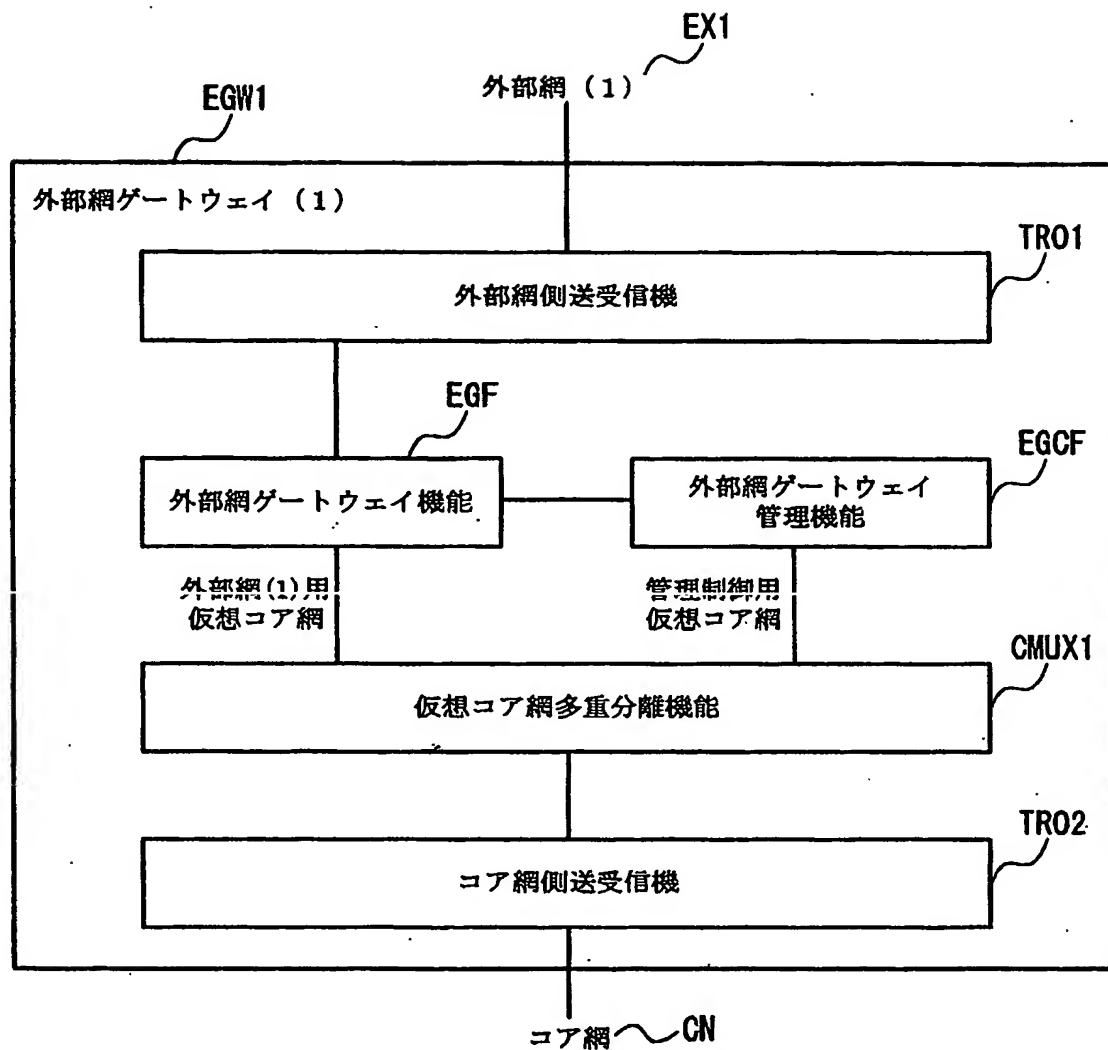 EX1
外部網 (1)
EGW1
外部網ゲートウェイ (1)
TRO1
外部網側送受信機
EGF
EGCF
外部網ゲートウェイ機能
外部網ゲートウェイ
管理機能
外部網(1)用
仮想コア網
管理制御用
仮想コア網
CMUX1
仮想コア網多重分離機能
TRO2
コア網側送受信機
コア網
CN